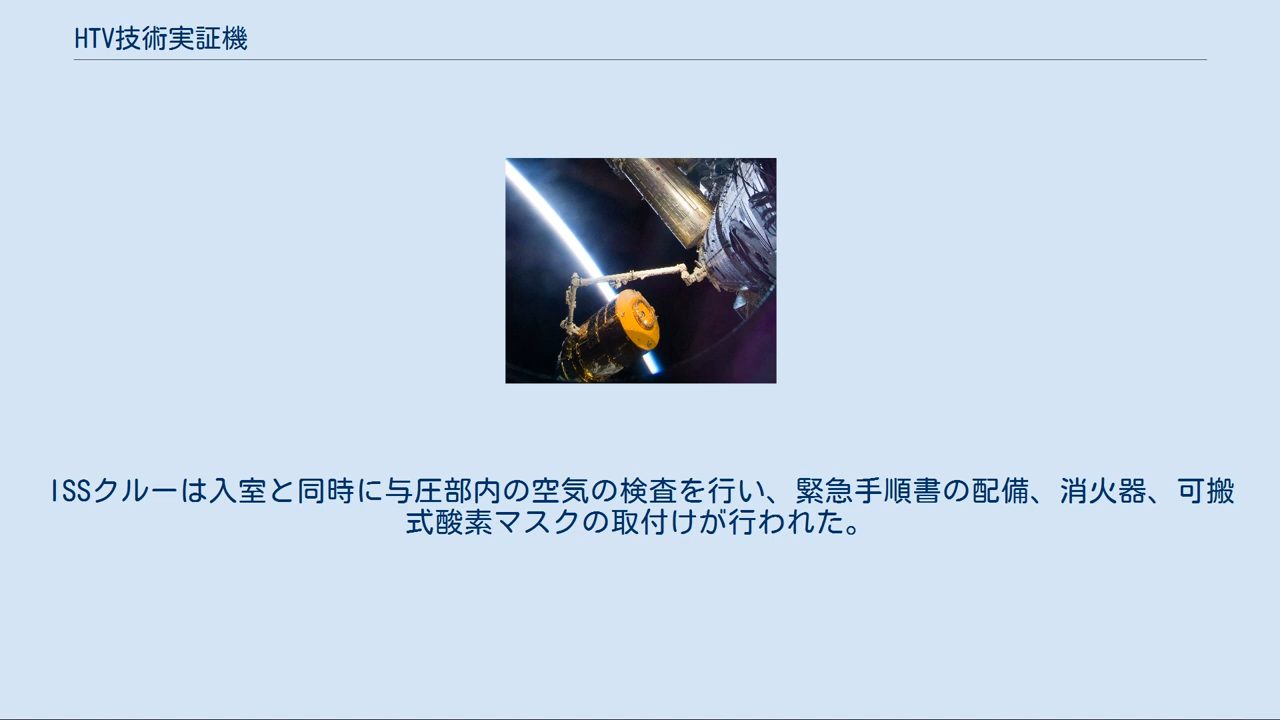 HTV技術実証機
ISSクルーは入室と同時に与圧部内の空気の検査を行い、緊急手順書の配備、消火器、可搬
式酸素マスクの取付けが行われた。